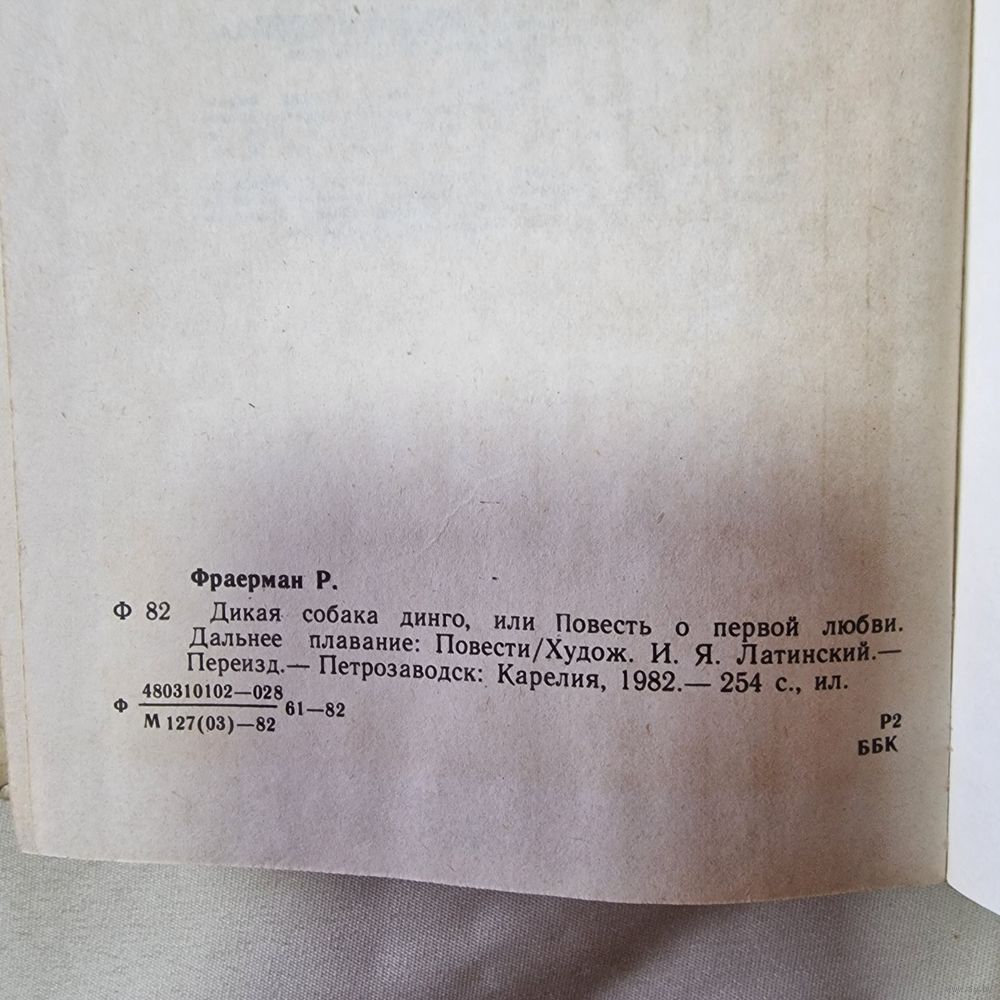 Фраерман Р.
Ф 82 Дикая собака динго, или Повесть о первой любви.
Дальнее плавание: Повести/Худож. И. Я. Латинский.—
Переизд.— Петрозаводск: Карелия, 1982.— 254 с., ил.
Ф 480310102—028 61—82
М 127(03)—82
Р2
ББК